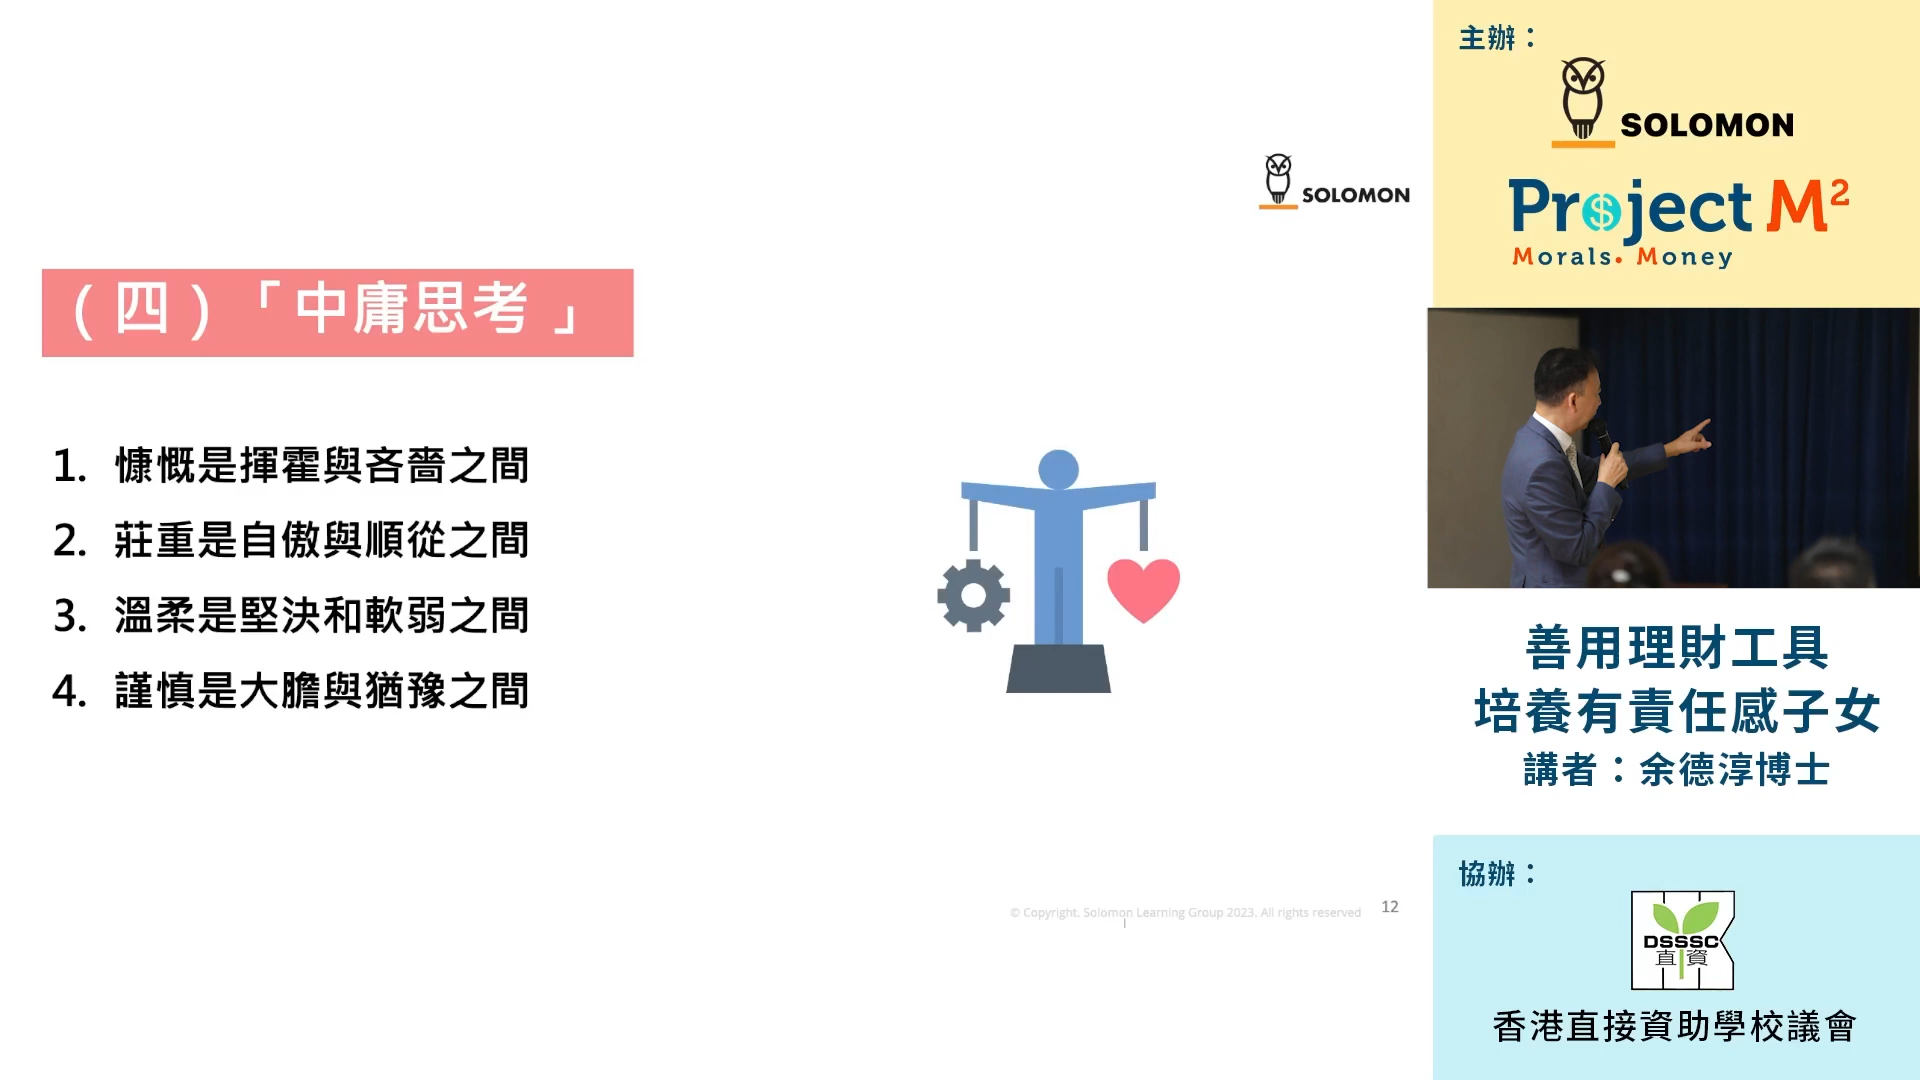 SOLOMON
（四）「中庸思考 」
1. 慷慨是揮霍與吝嗇之間
2. 莊重是自傲與順從之間
3. 溫柔是堅決和軟弱之間
4. 謹慎是大膽與猶豫之間
© Copyright. Solomon Learning Group 2023. All rights reserved
12
主辦：
SOLOMON
Project M²
Morals. Money
善用理財工具
培養有責任感子女
講者：余德淳博士
協辦：
DSSSC
直資
香港直接資助學校議會